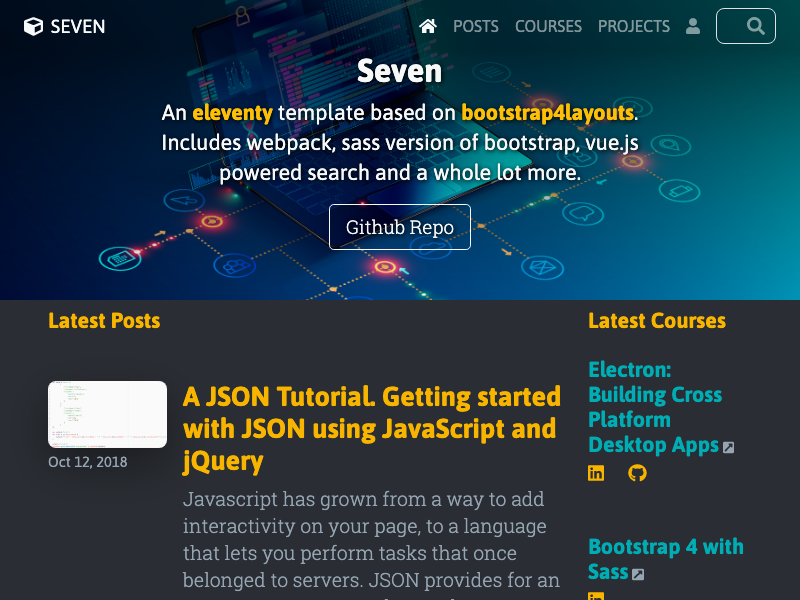 SEVEN
POSTS COURSES PROJECTS
Seven
An eleventy template based on bootstrap4layouts.
Includes webpack, sass version of bootstrap, vue.js
powered search and a whole lot more.
Github Repo
Latest Posts
A JSON Tutorial. Getting started
with JSON using JavaScript and
jQuery
Oct 12, 2018
Javascript has grown from a way to add
interactivity on your page, to a language
that lets you perform tasks that once
belonged to servers. JSON provides for an
Latest Courses
Electron:
Building Cross
Platform
Desktop Apps
Bootstrap 4 with
Sass